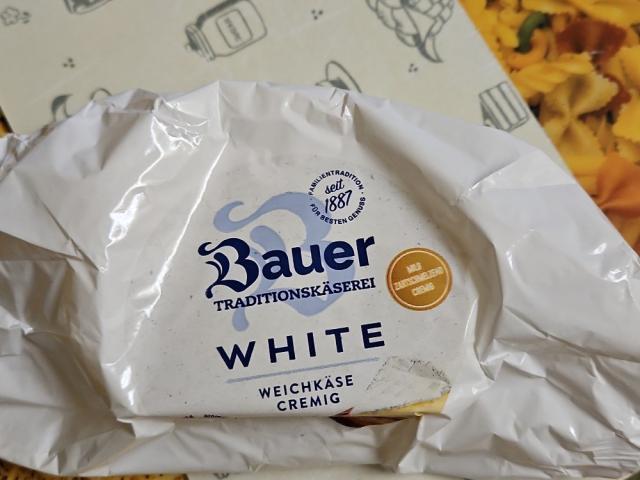 FAMILIENTRADITION
seit
1887
FÜR BESTEN GENUSS
Bauer
TRADITIONSKÄSEREI
MILD
ZARTSCHMELZEND
CREMIG
WHITE
WEICHKÄSE
CREMIG